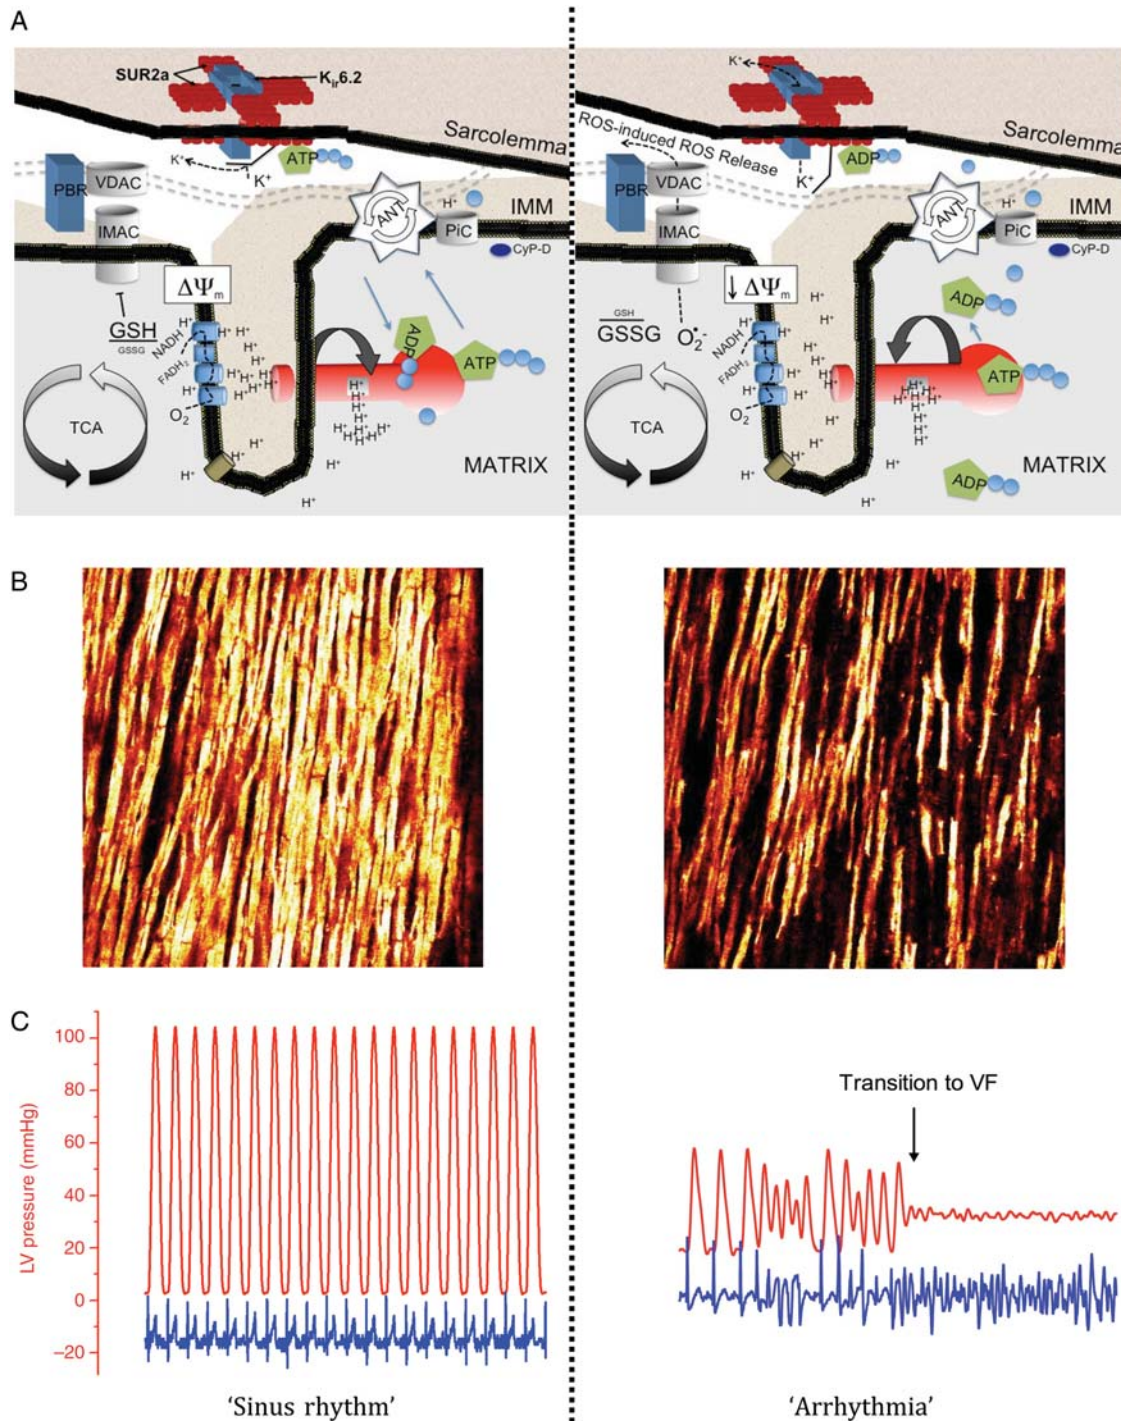 A
SUR2a
Kir6.2
K⁺
K⁺
ATP
Sarcolemma
PBR
VDAC
IMAC
ANT
H⁺
PiC
IMM
CyP-D
ΔΨm
GSH
GSSG
H⁺
NADH
H⁺ H⁺
H⁺
H⁺ H⁺
H⁺
FADH₂
H⁺
H⁺
H⁺ H⁺
H⁺ H⁺ H⁺
H⁺ H⁺
H⁺
O₂
TCA
ADP
ATP
H⁺
H⁺
H⁺
H⁺
H⁺ H⁺
H⁺ H⁺
H⁺
H⁺
H⁺
H⁺
H⁺
H⁺
MATRIX
K⁺
ROS-induced ROS Release
Sarcolemma
K⁺
ADP
PBR
VDAC
IMAC
ANT
H⁺
PiC
IMM
CyP-D
↓ ΔΨm
GSH
GSSG
O₂•-
ADP
H⁺
NADH
H⁺ H⁺
H⁺
H⁺ H⁺
H⁺
FADH₂
H⁺
H⁺
H⁺ H⁺
H⁺ H⁺ H⁺
H⁺ H⁺
H⁺
O₂
TCA
ATP
H⁺
H⁺ H⁺ H⁺
H⁺
H⁺
H⁺
H⁺
H⁺
H⁺
H⁺
H⁺
ADP
MATRIX
B
C
LV pressure (mmHg)
100
80
60
40
20
0
–20
Transition to VF
'Sinus rhythm'
'Arrhythmia'